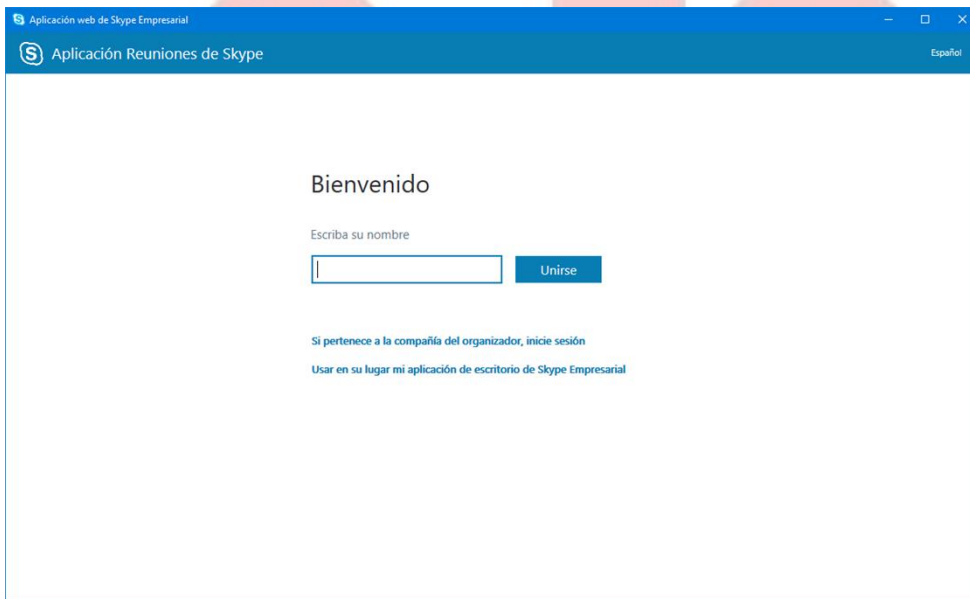 Aplicación web de Skype Empresarial
Aplicación Reuniones de Skype
Español
Bienvenido
Escriba su nombre
Unirse
Si pertenece a la compañía del organizador, inicie sesión
Usar en su lugar mi aplicación de escritorio de Skype Empresarial